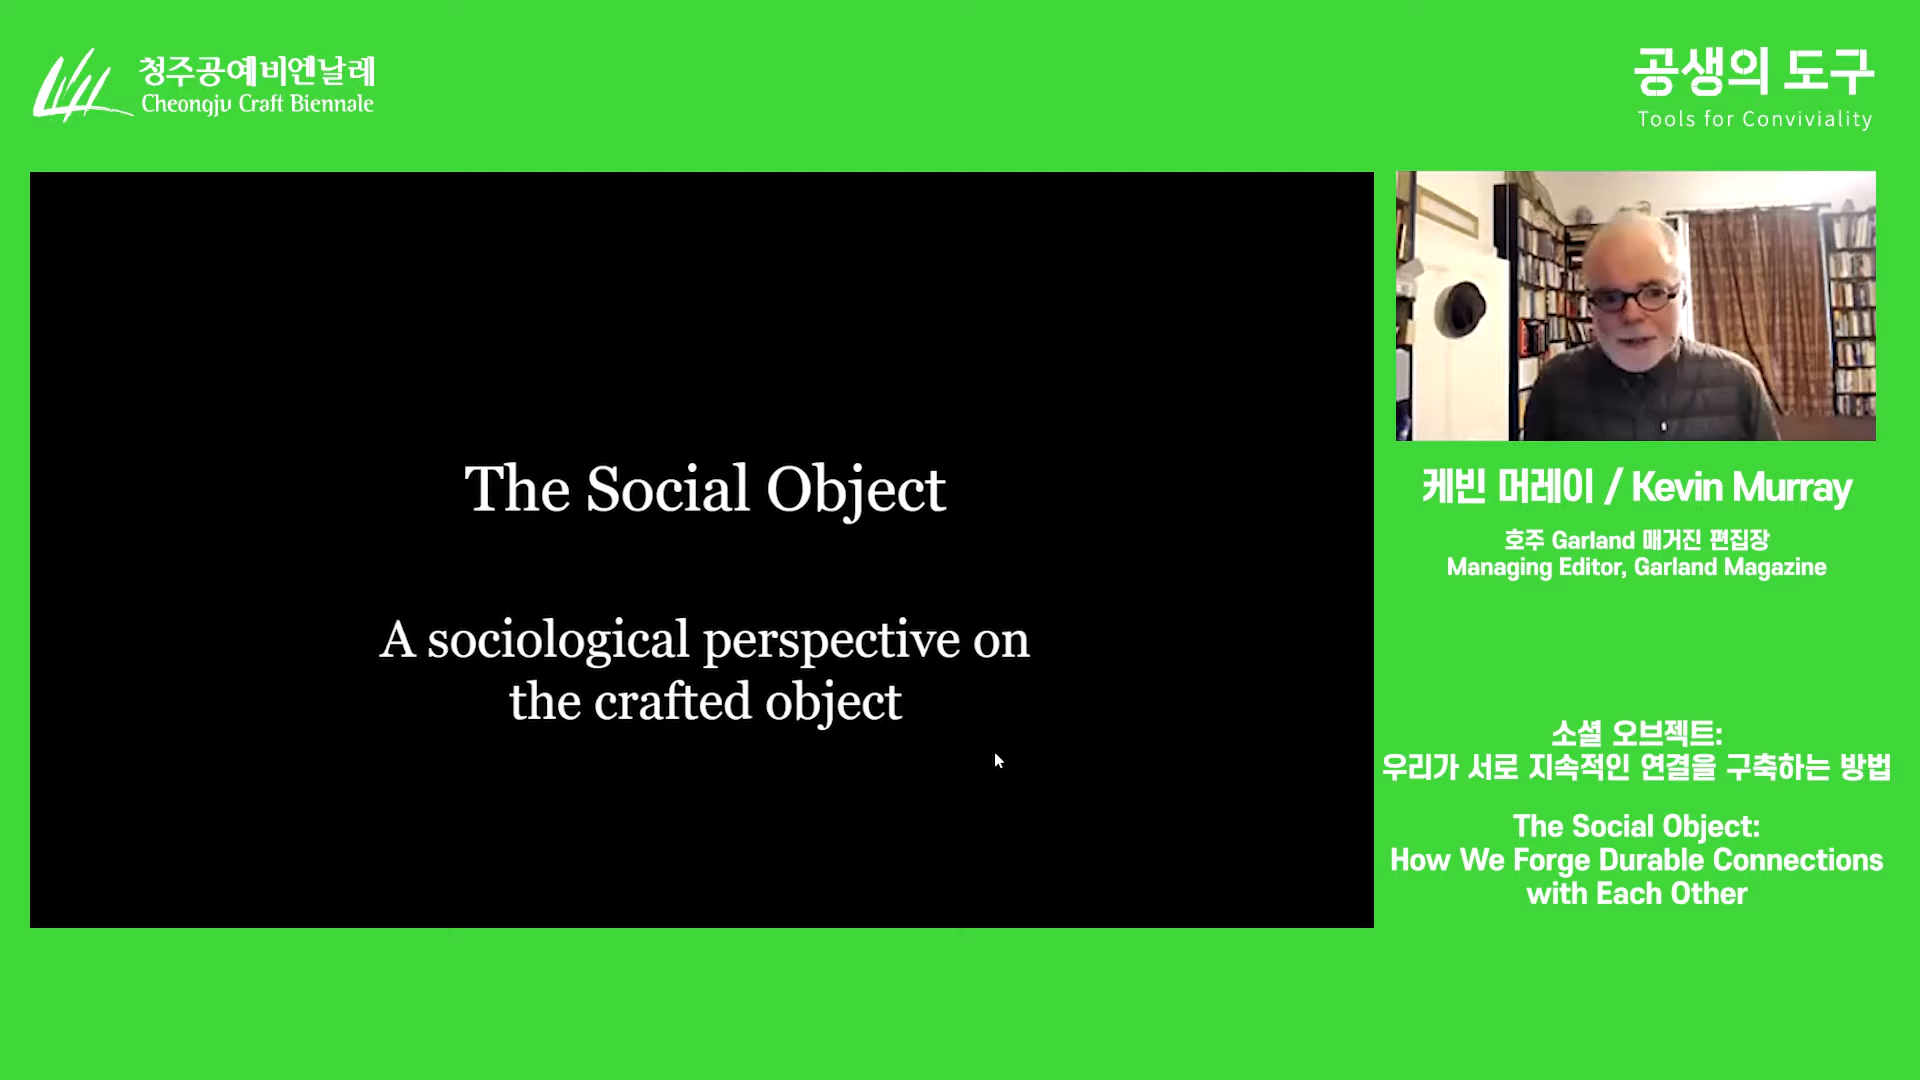 청주공예비엔날레
Cheongju Craft Biennale
공생의 도구
Tools for Conviviality
The Social Object
A sociological perspective on
the crafted object
케빈 머레이 / Kevin Murray
호주 Garland 매거진 편집장
Managing Editor, Garland Magazine
소셜 오브젝트:
우리가 서로 지속적인 연결을 구축하는 방법
The Social Object:
How We Forge Durable Connections
with Each Other